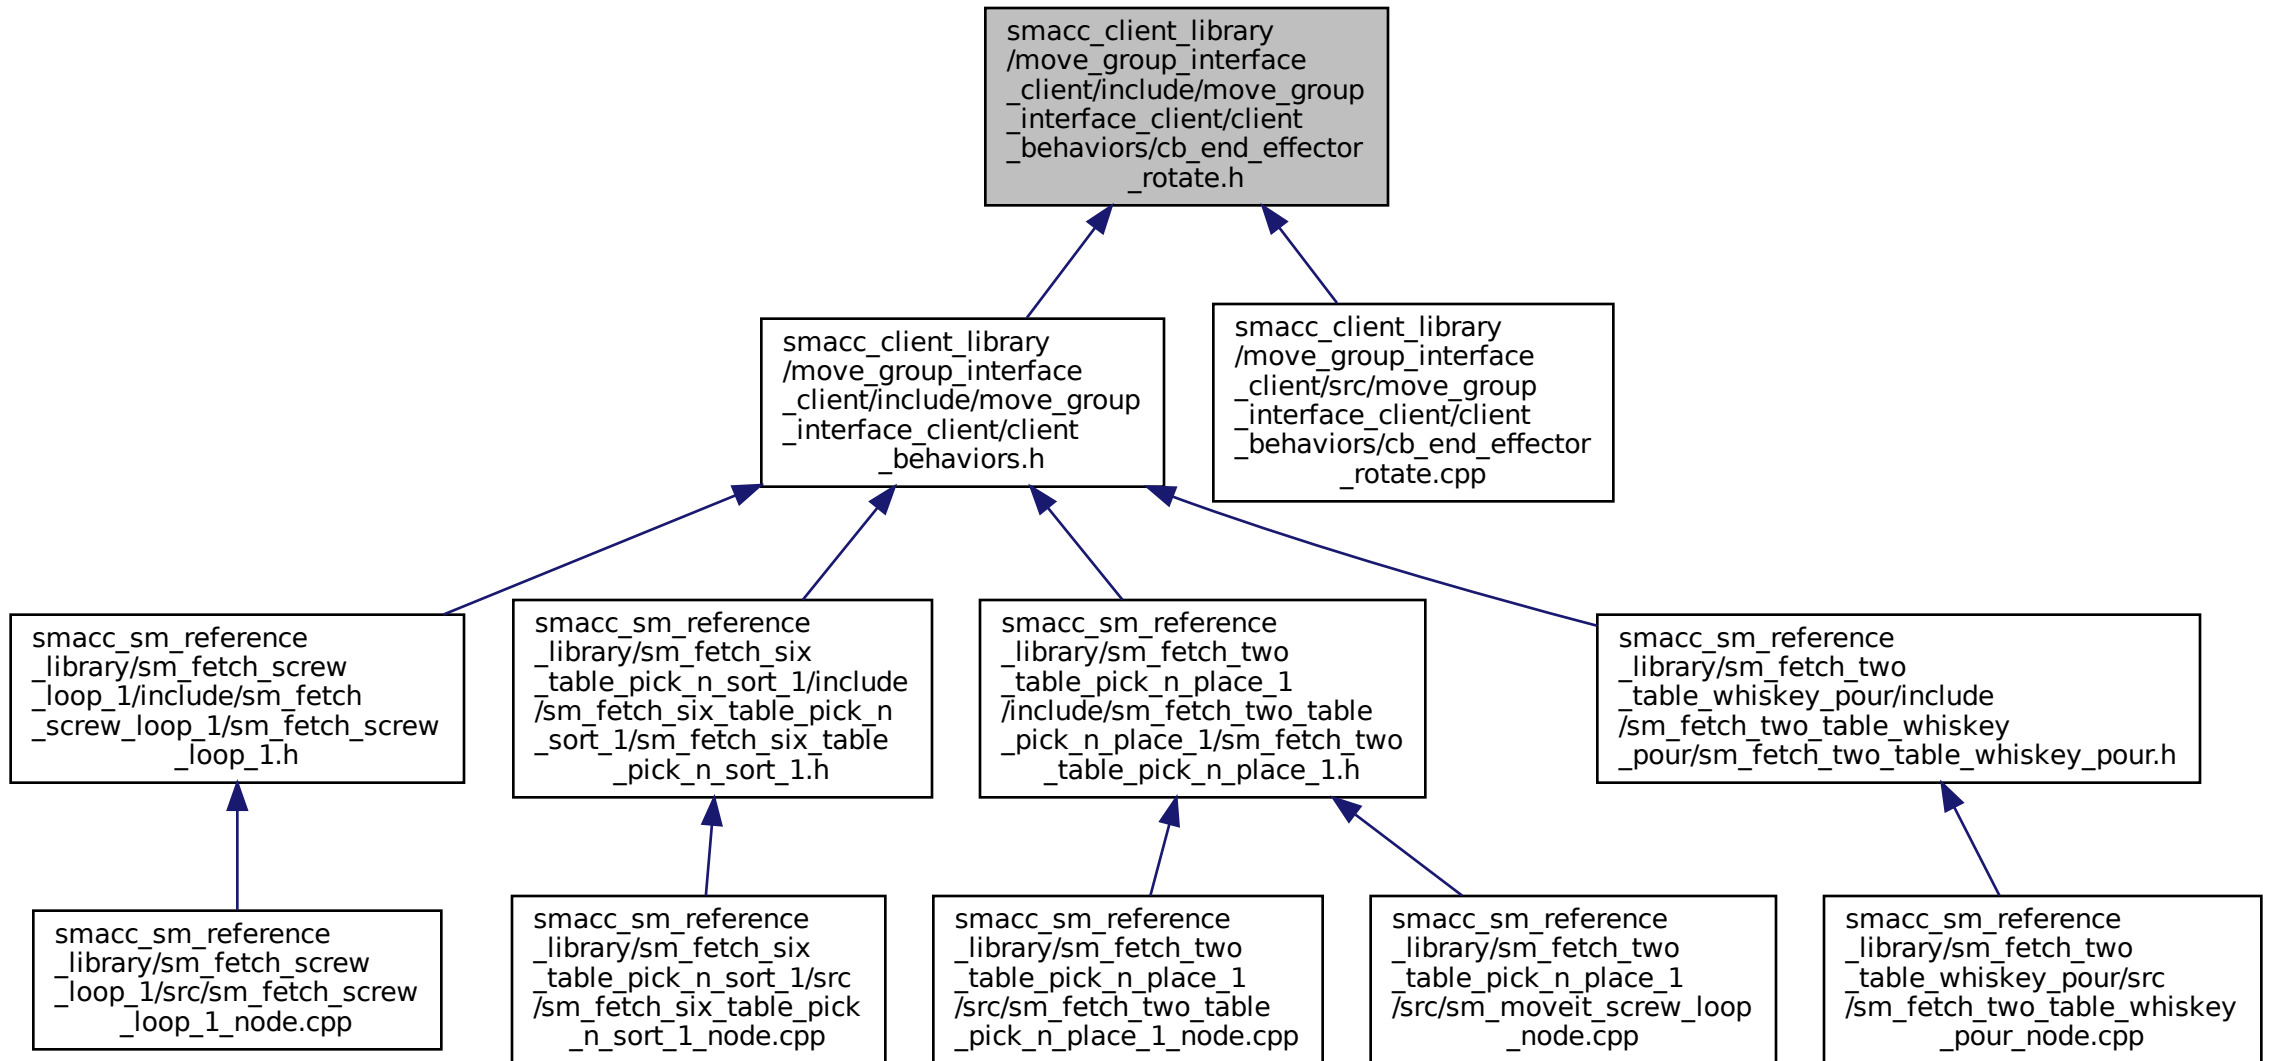 smacc_client_library
/move_group_interface
_client/include/move_group
_interface_client/client
_behaviors/cb_end_effector
_rotate.h
smacc_client_library
/move_group_interface
_client/include/move_group
_interface_client/client
_behaviors.h
smacc_client_library
/move_group_interface
_client/src/move_group
_interface_client/client
_behaviors/cb_end_effector
_rotate.cpp
smacc_sm_reference
_library/sm_fetch_screw
_loop_1/include/sm_fetch
_screw_loop_1/sm_fetch_screw
_loop_1.h
smacc_sm_reference
_library/sm_fetch_six
_table_pick_n_sort_1/include
/sm_fetch_six_table_pick_n
_sort_1/sm_fetch_six_table
_pick_n_sort_1.h
smacc_sm_reference
_library/sm_fetch_two
_table_pick_n_place_1
/include/sm_fetch_two_table
_pick_n_place_1/sm_fetch_two
_table_pick_n_place_1.h
smacc_sm_reference
_library/sm_fetch_two
_table_whiskey_pour/include
/sm_fetch_two_table_whiskey
_pour/sm_fetch_two_table_whiskey_pour.h
smacc_sm_reference
_library/sm_fetch_screw
_loop_1/src/sm_fetch_screw
_loop_1_node.cpp
smacc_sm_reference
_library/sm_fetch_six
_table_pick_n_sort_1/src
/sm_fetch_six_table_pick
_n_sort_1_node.cpp
smacc_sm_reference
_library/sm_fetch_two
_table_pick_n_place_1
/src/sm_fetch_two_table
_pick_n_place_1_node.cpp
smacc_sm_reference
_library/sm_fetch_two
_table_pick_n_place_1
/src/sm_moveit_screw_loop
_node.cpp
smacc_sm_reference
_library/sm_fetch_two
_table_whiskey_pour/src
/sm_fetch_two_table_whiskey
_pour_node.cpp